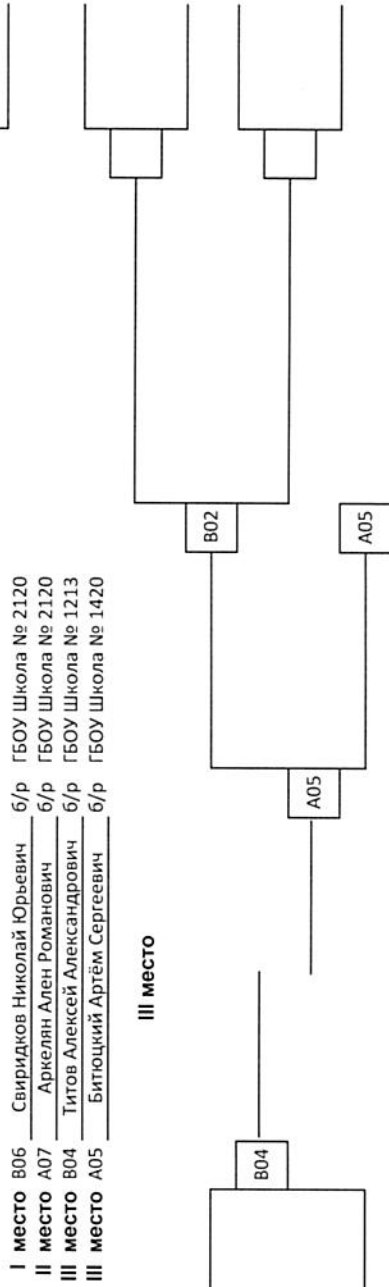 I место B06 Свиридков Николай Юрьевич б/р ГБОУ Школа № 2120
II место A07 Аркелян Ален Романович б/р ГБОУ Школа № 2120
III место B04 Титов Алексей Александрович б/р ГБОУ Школа № 1213
III место A05 Битюцкий Артём Сергеевич б/р ГБОУ Школа № 1420
III место
B02
B04
A05
A05